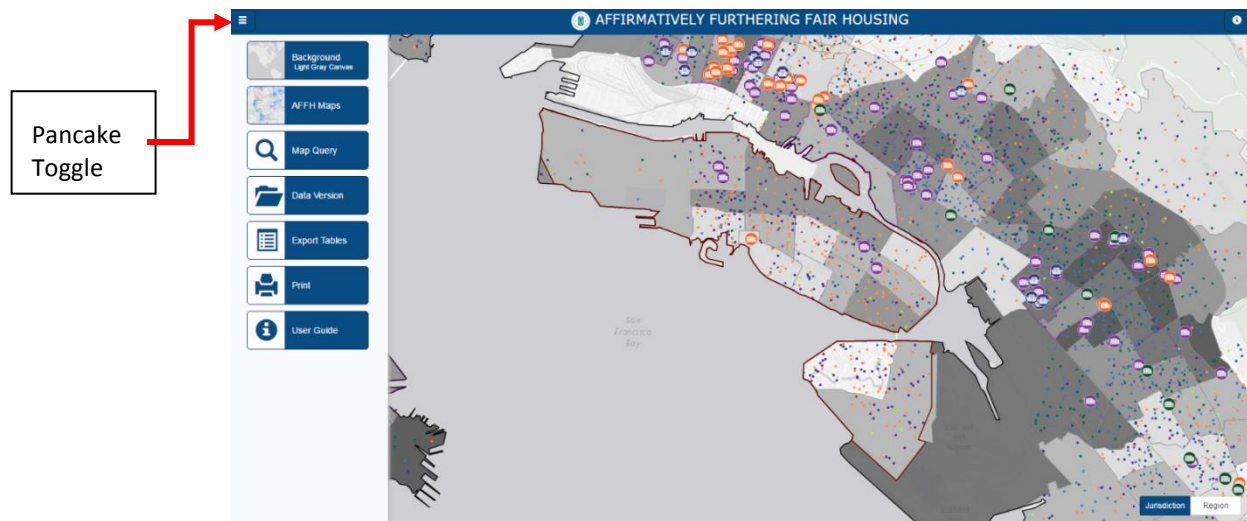 AFFIRMATIVELY FURTHERING FAIR HOUSING
Pancake
Toggle
Background
Light Gray Canvas
AFFH Maps
Map Query
Data Version
Export Tables
Print
User Guide
San
Francisco
Bay
Jurisdiction
Region